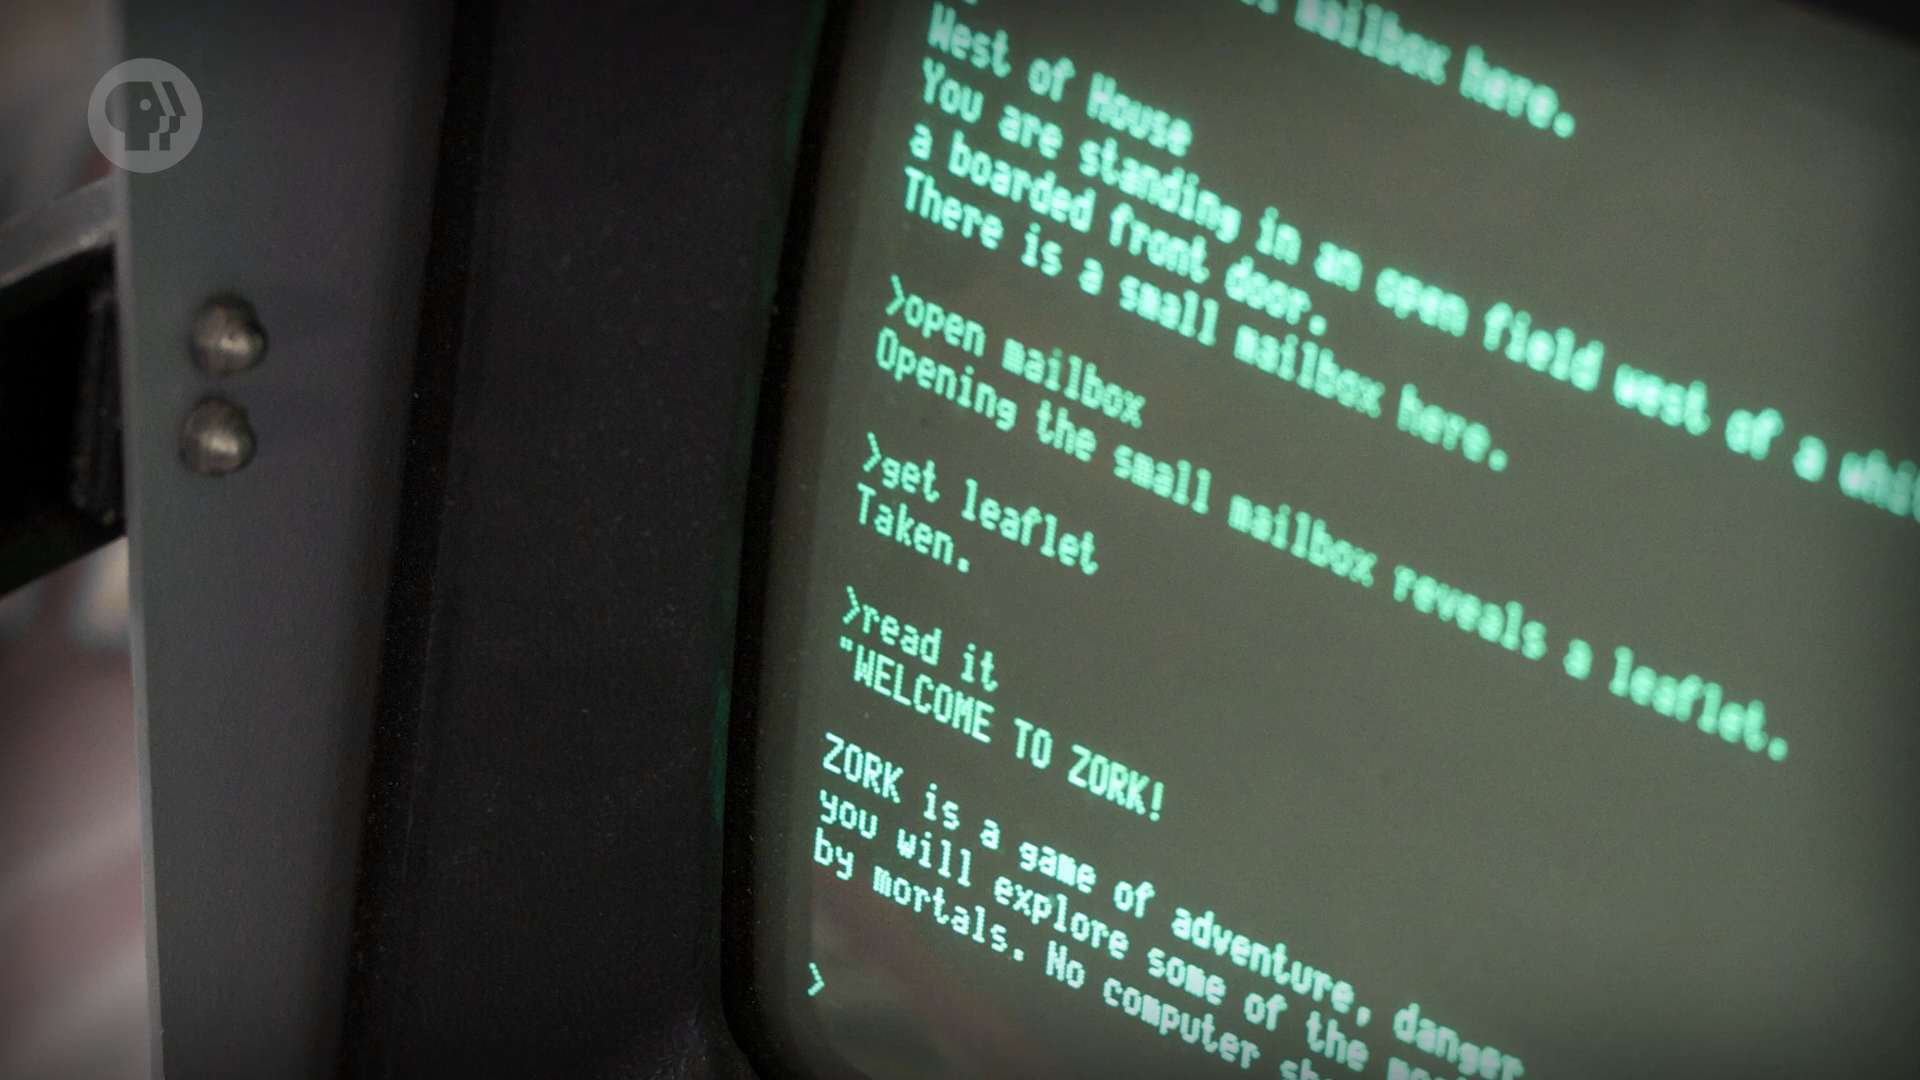 mailbox here.
West of House
You are standing in an open field west of a
a boarded front door.
There is a small mailbox here.
>open mailbox
Opening the small mailbox reveals a leaflet.
>get leaflet
Taken.
>read it
"WELCOME TO ZORK!
ZORK is a game of adventure, danger
you will explore some of the
by mortals. No computer
>